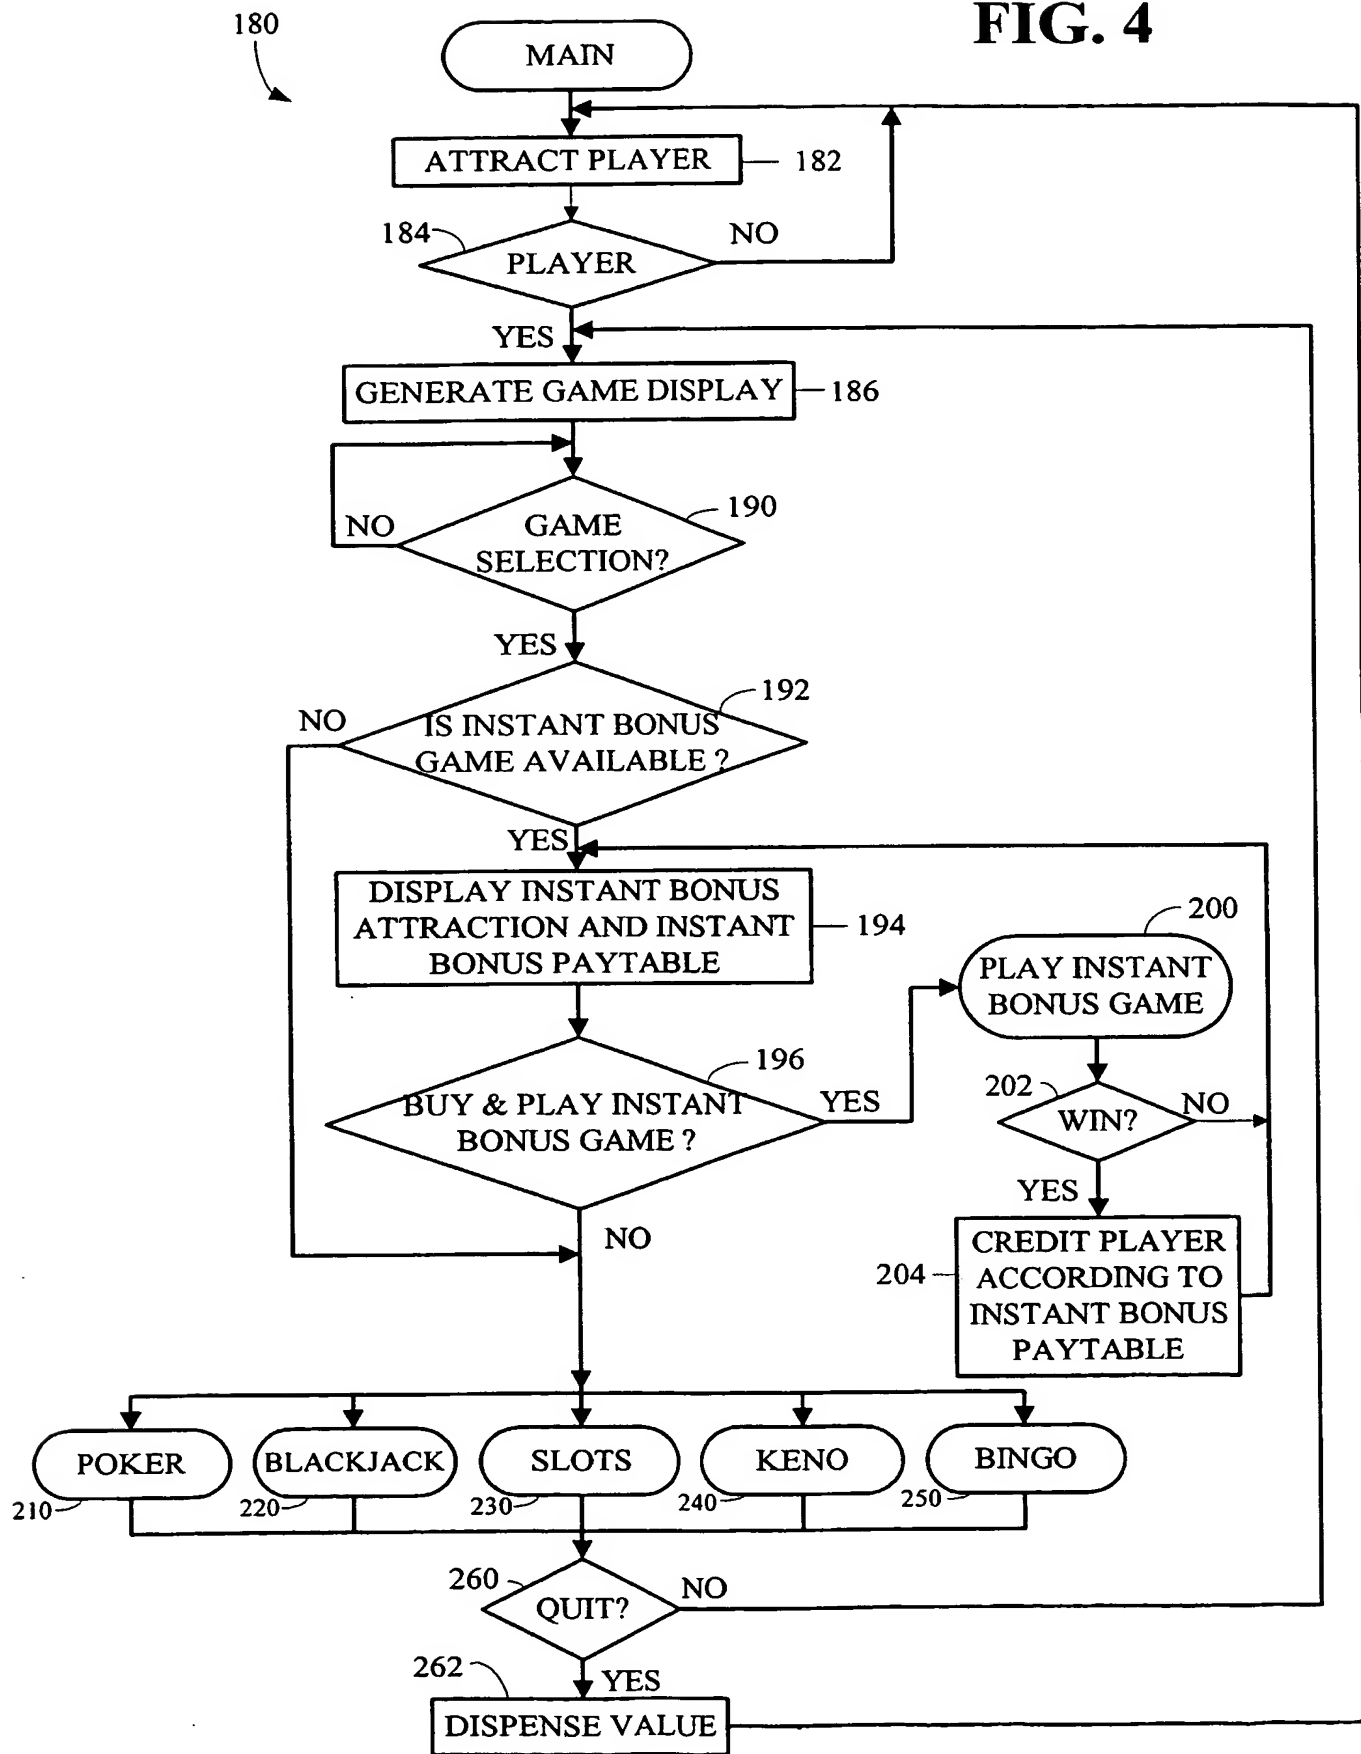 FIG. 4
180
MAIN
ATTRACT PLAYER
182
184
PLAYER
NO
YES
GENERATE GAME DISPLAY
186
190
GAME
SELECTION?
NO
YES
192
IS INSTANT BONUS
GAME AVAILABLE ?
NO
YES
DISPLAY INSTANT BONUS
ATTRACTION AND INSTANT
BONUS PAYTABLE
194
196
BUY & PLAY INSTANT
BONUS GAME ?
YES
NO
200
PLAY INSTANT
BONUS GAME
202
WIN?
NO
YES
204
CREDIT PLAYER
ACCORDING TO
INSTANT BONUS
PAYTABLE
POKER
BLACKJACK
SLOTS
KENO
BINGO
210
220
230
240
250
260
QUIT?
NO
YES
262
DISPENSE VALUE